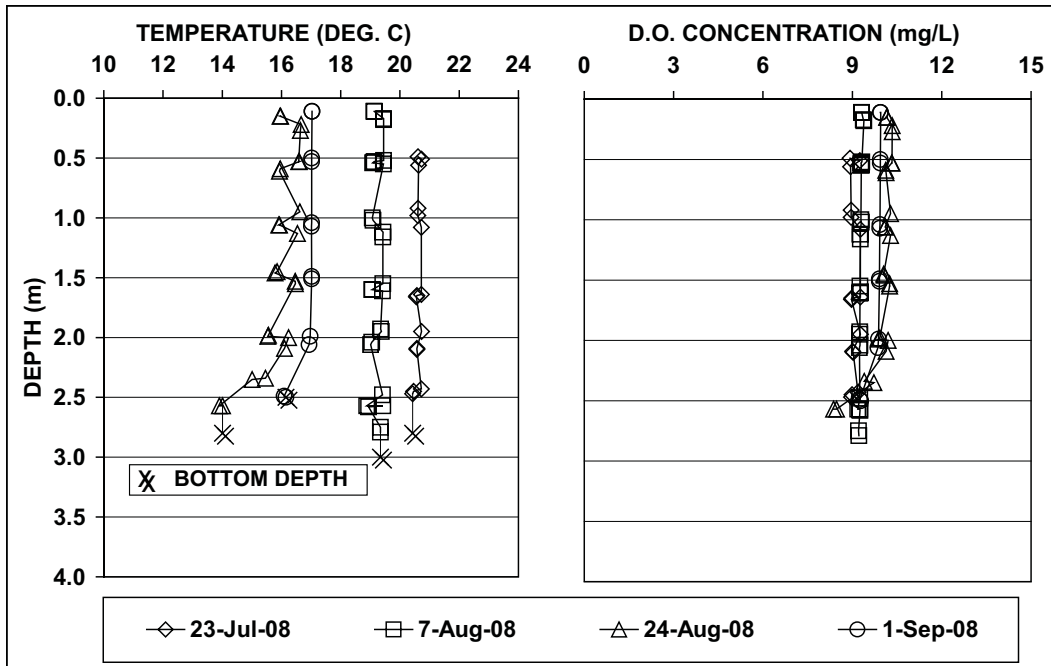 TEMPERATURE (DEG. C) D.O. CONCENTRATION (mg/L)
10 12 14 16 18 20 22 24 0 3 6 9 12 15
0.0
0.5
1.0
1.5
2.0
2.5
3.0
3.5
4.0
DEPTH (m)
BOTTOM DEPTH
23-Jul-08 7-Aug-08 24-Aug-08 1-Sep-08